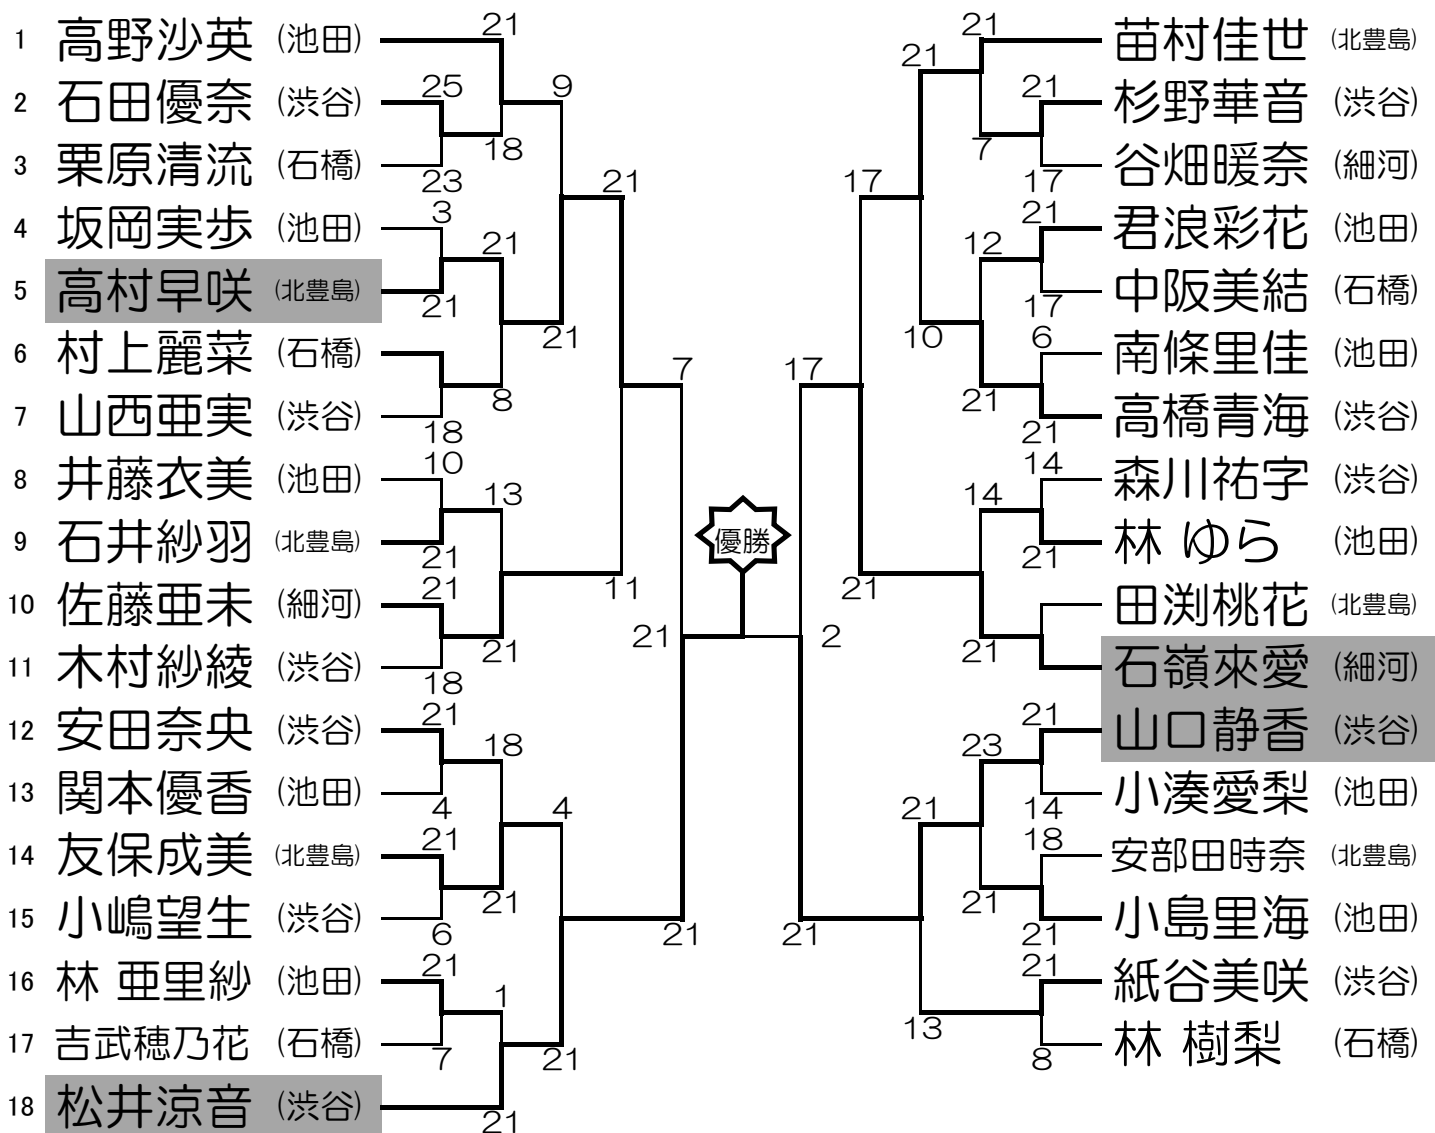 21
1 高野沙英 (池田)
25 9
2 石田優奈 (渋谷)
18
3 栗原清流 (石橋)
23 21
3
4 坂岡実歩 (池田)
21
5 高村早咲 (北豊島)
21
21
6 村上麗菜 (石橋)
7
8
7 山西亜実 (渋谷)
18
10
8 井藤衣美 (池田)
13
9 石井紗羽 (北豊島)
21
21 11
10 佐藤亜未 (細河)
21
21
11 木村紗綾 (渋谷)
18
21
12 安田奈央 (渋谷)
18
13 関本優香 (池田)
4 4
21
14 友保成美 (北豊島)
21
15 小嶋望生 (渋谷)
6 21
21
16 林 亜里紗 (池田)
1
17 吉武穂乃花 (石橋)
7 21
18 松井涼音 (渋谷)
21
優勝
21
苗村佳世 (北豊島)
21
21
杉野華音 (渋谷)
7
谷畑暖奈 (細河)
17 17
21
君浪彩花 (池田)
12
中阪美結 (石橋)
17
10 6
南條里佳 (池田)
17
21
高橋青海 (渋谷)
21
14
森川祐字 (渋谷)
14
林 ゆら (池田)
21
21
田渕桃花 (北豊島)
2
21
石嶺來愛 (細河)
21
山口静香 (渋谷)
23
小湊愛梨 (池田)
21 14
18
安部田時奈 (北豊島)
21
小島里海 (池田)
21 21
21
紙谷美咲 (渋谷)
13
林 樹梨 (石橋)
8